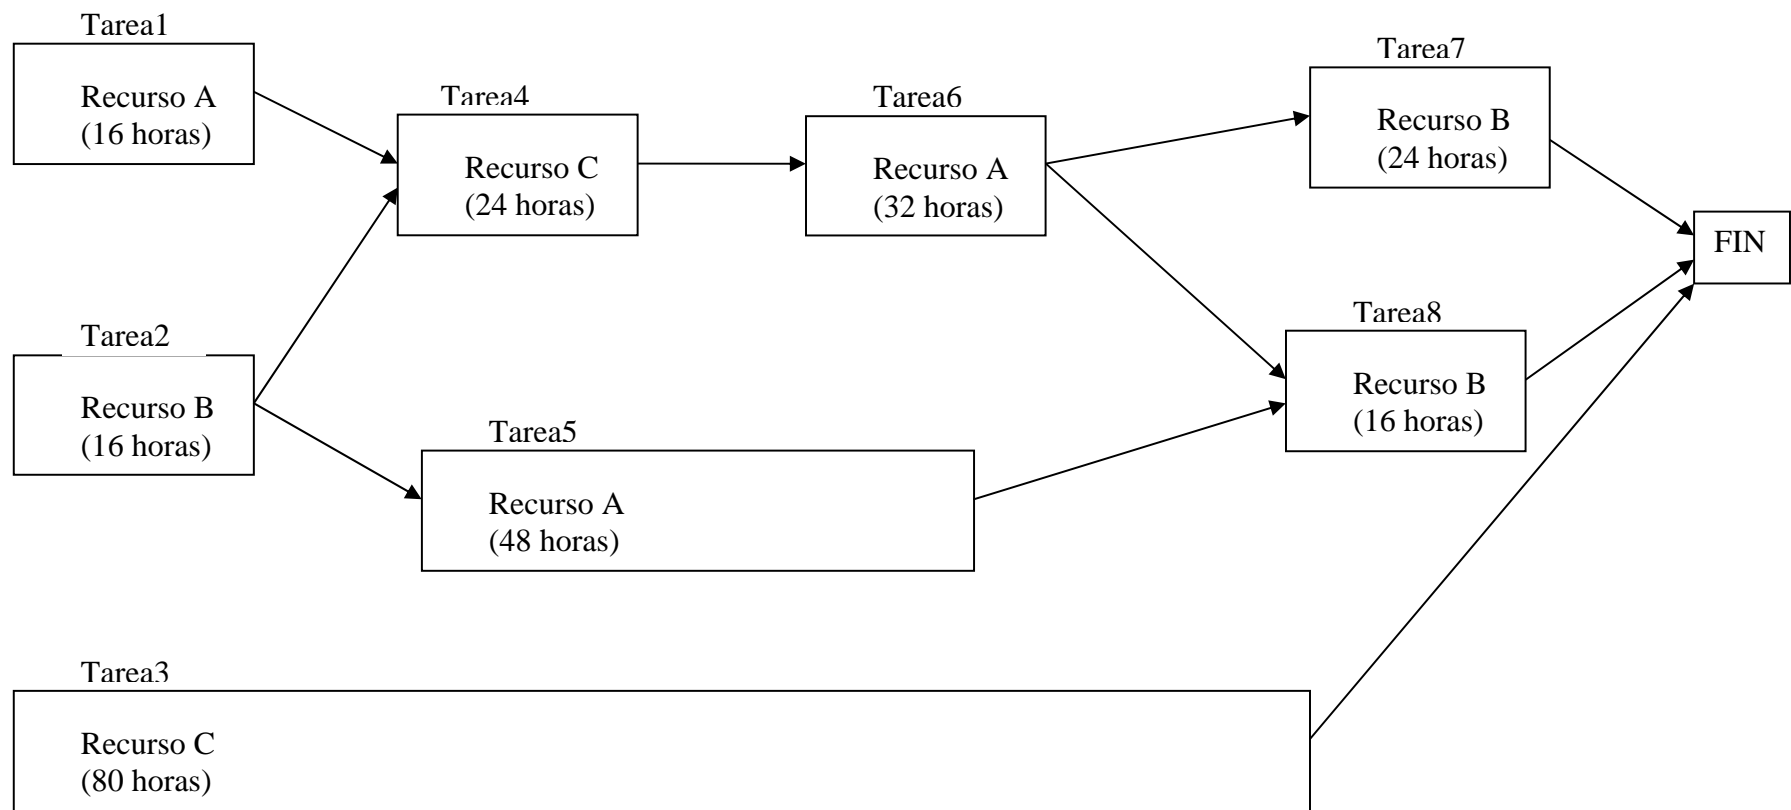 Tarea1
Recurso A
(16 horas)
Tarea4
Recurso C
(24 horas)
Tarea6
Recurso A
(32 horas)
Tarea7
Recurso B
(24 horas)
FIN
Tarea2
Recurso B
(16 horas)
Tarea5
Recurso A
(48 horas)
Tarea8
Recurso B
(16 horas)
Tarea3
Recurso C
(80 horas)